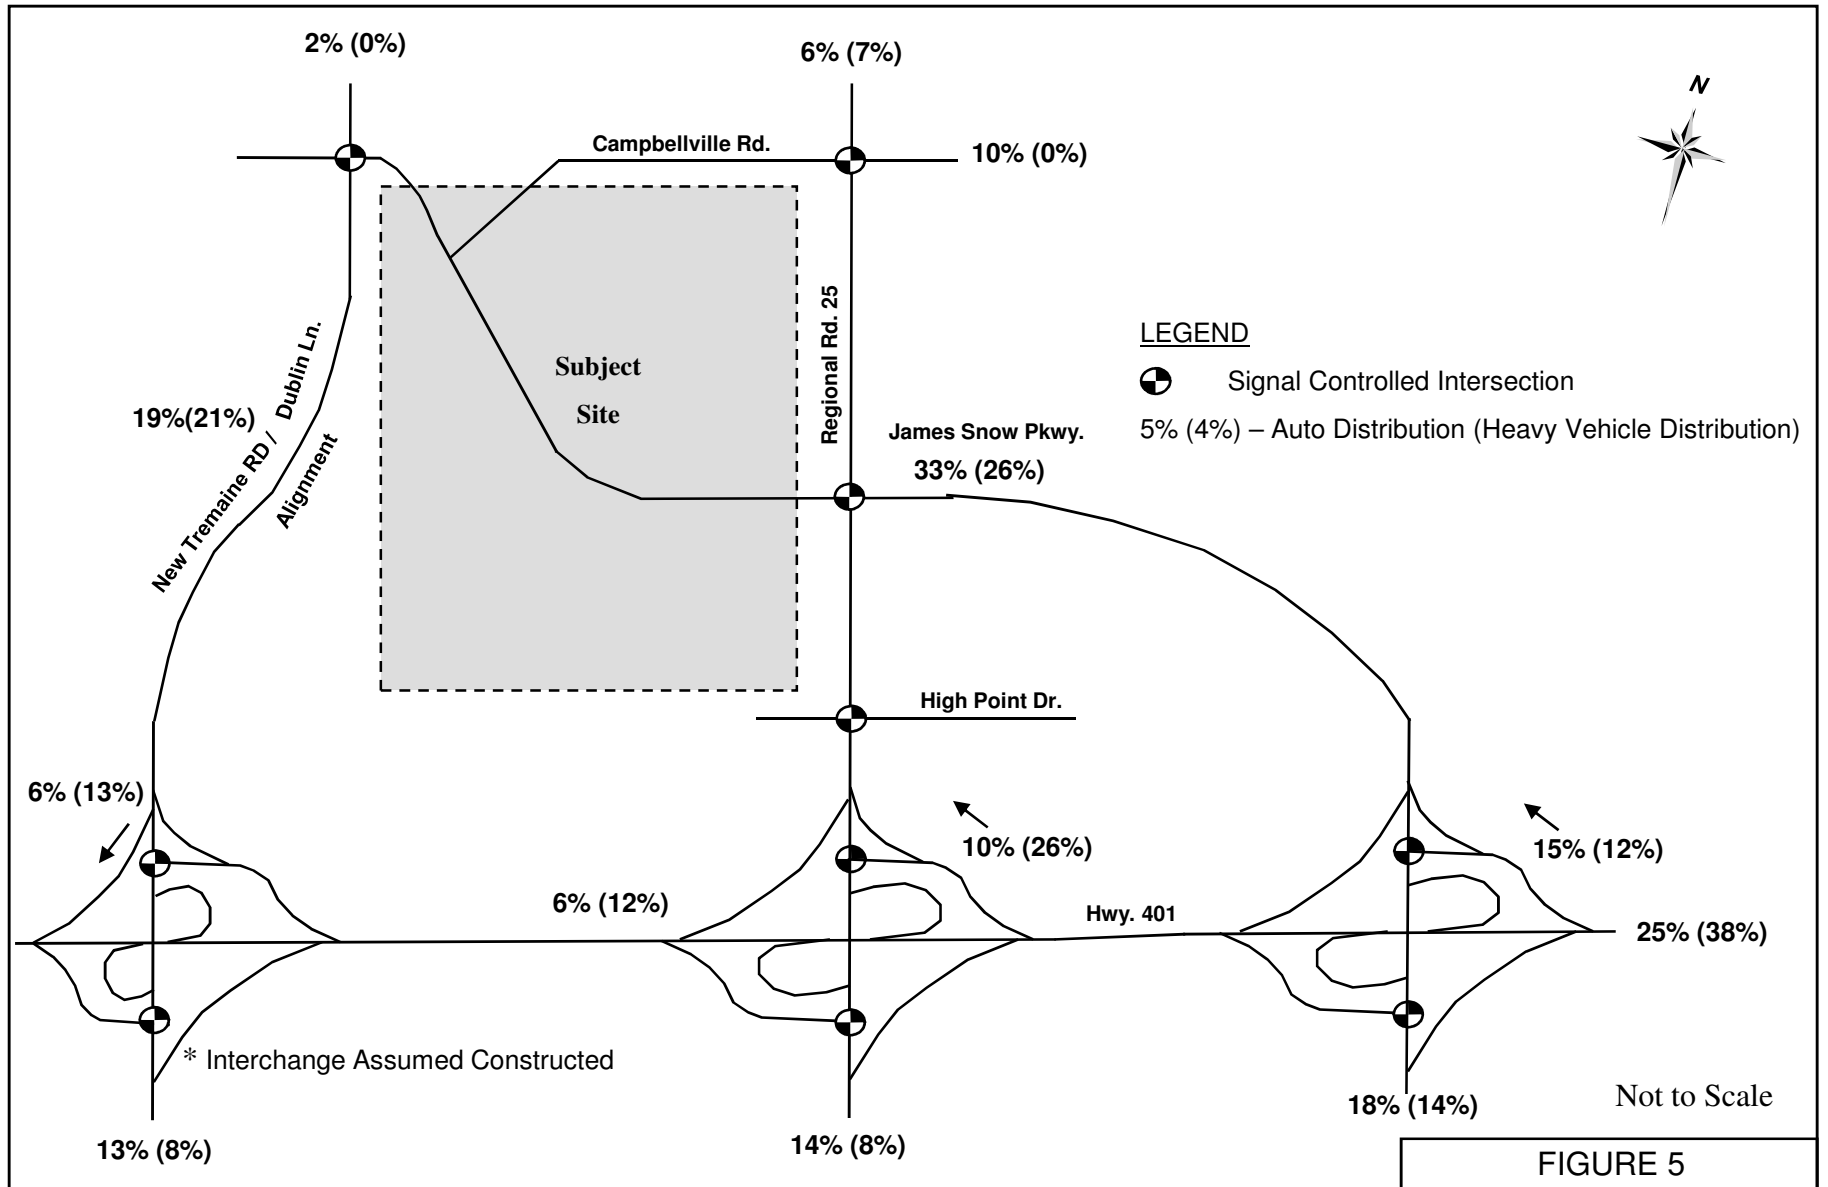 2% (0%)
6% (7%)
N
Campbellville Rd.
10% (0%)
Regional Rd. 25
LEGEND
Signal Controlled Intersection
5% (4%) – Auto Distribution (Heavy Vehicle Distribution)
Subject
Site
19%(21%)
New Tremaine RD / Dublin Ln.
Alignment
James Snow Pkwy.
33% (26%)
High Point Dr.
6% (13%)
10% (26%)
15% (12%)
6% (12%)
Hwy. 401
25% (38%)
* Interchange Assumed Constructed
13% (8%)
14% (8%)
18% (14%)
Not to Scale
FIGURE 5